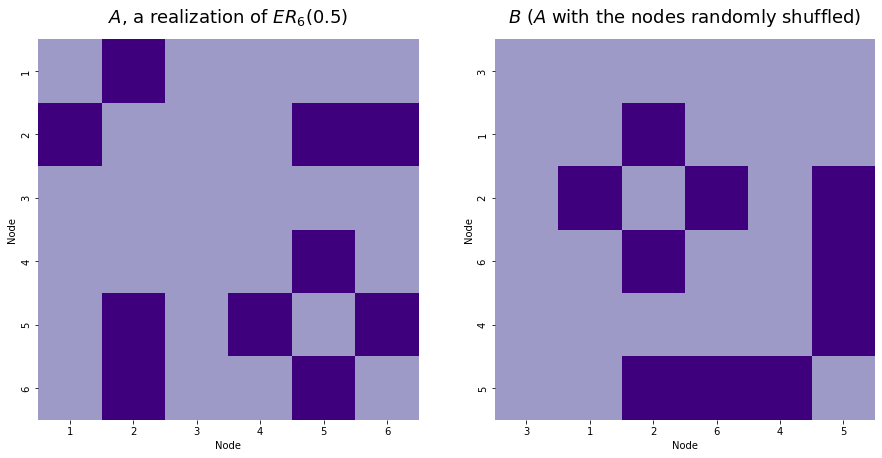 A, a realization of ER₆(0.5)
B (A with the nodes randomly shuffled)
Node
1
2
3
4
5
6
1 2 3 4 5 6
Node
Node
3
1
2
6
4
5
3 1 2 6 4 5
Node